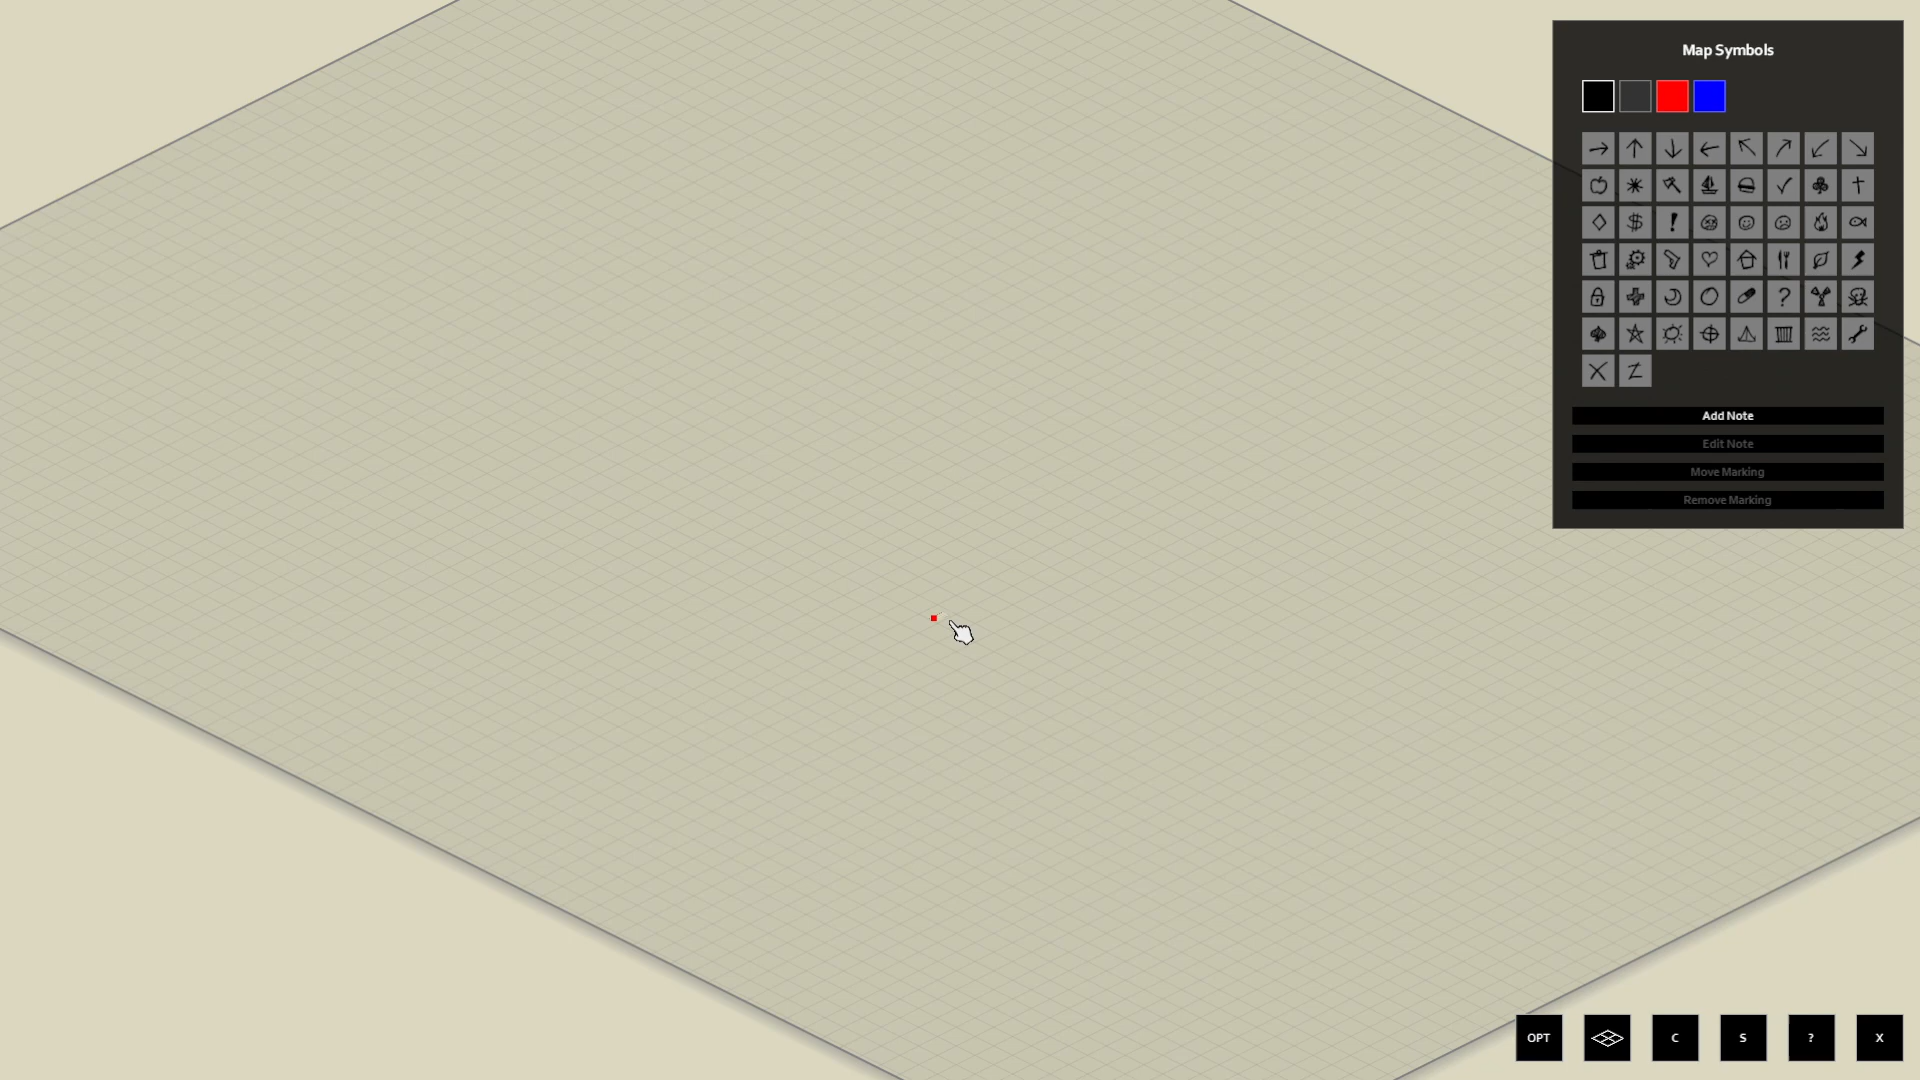 Map Symbols
Add Note
Edit Note
Move Marking
Remove Marking
OPT
C
S
?
X